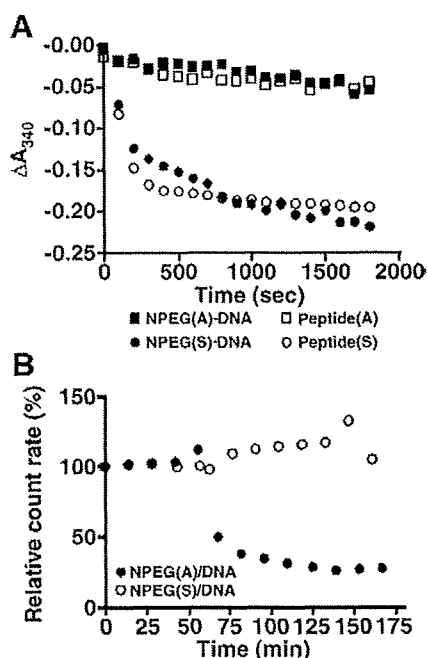 A
-0.00
-0.05
-0.10
-0.15
-0.20
-0.25
ΔA340
0 500 1000 1500 2000
Time (sec)
■ NPEG(A)-DNA □ Peptide(A)
● NPEG(S)-DNA ○ Peptide(S)
B
150
100
50
0
Relative count rate (%)
● NPEG(A)/DNA
○ NPEG(S)/DNA
0 25 50 75 100 125 150 175
Time (min)